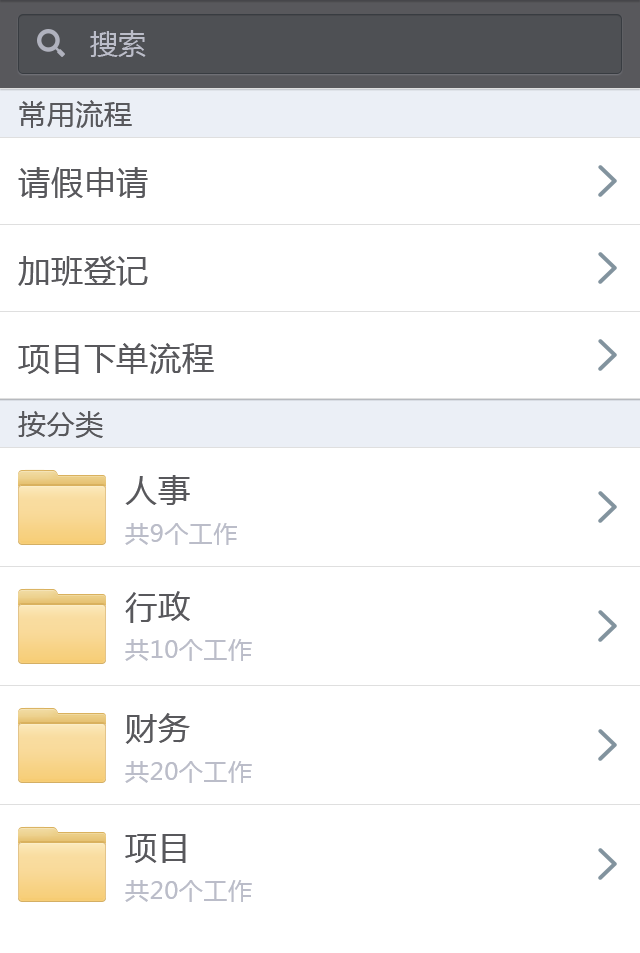 搜索
常用流程
请假申请
加班登记
项目下单流程
按分类
人事
共9个工作
行政
共10个工作
财务
共20个工作
项目
共20个工作